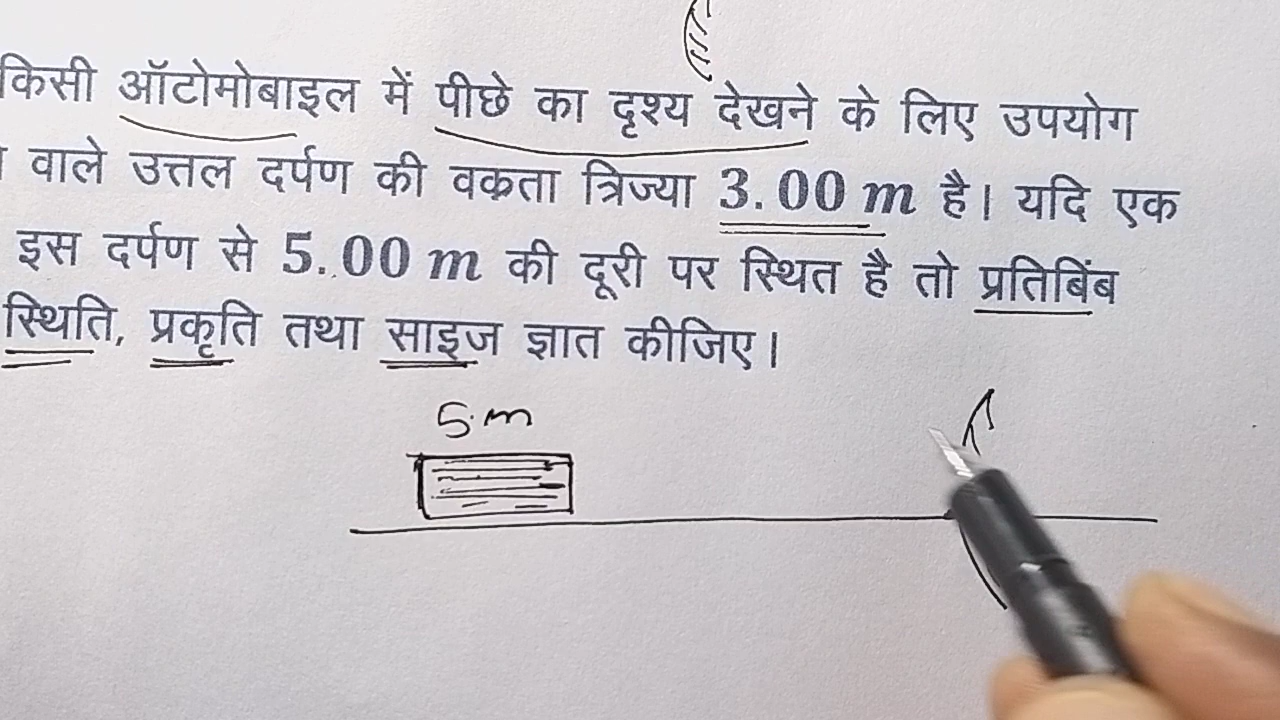 किसी ऑटोमोबाइल में पीछे का दृश्य देखने के लिए उपयोग
वाले उत्तल दर्पण की वक्रता त्रिज्या 3.00 m है। यदि एक
इस दर्पण से 5.00 m की दूरी पर स्थित है तो प्रतिबिंब
स्थिति, प्रकृति तथा साइज ज्ञात कीजिए।
5.m